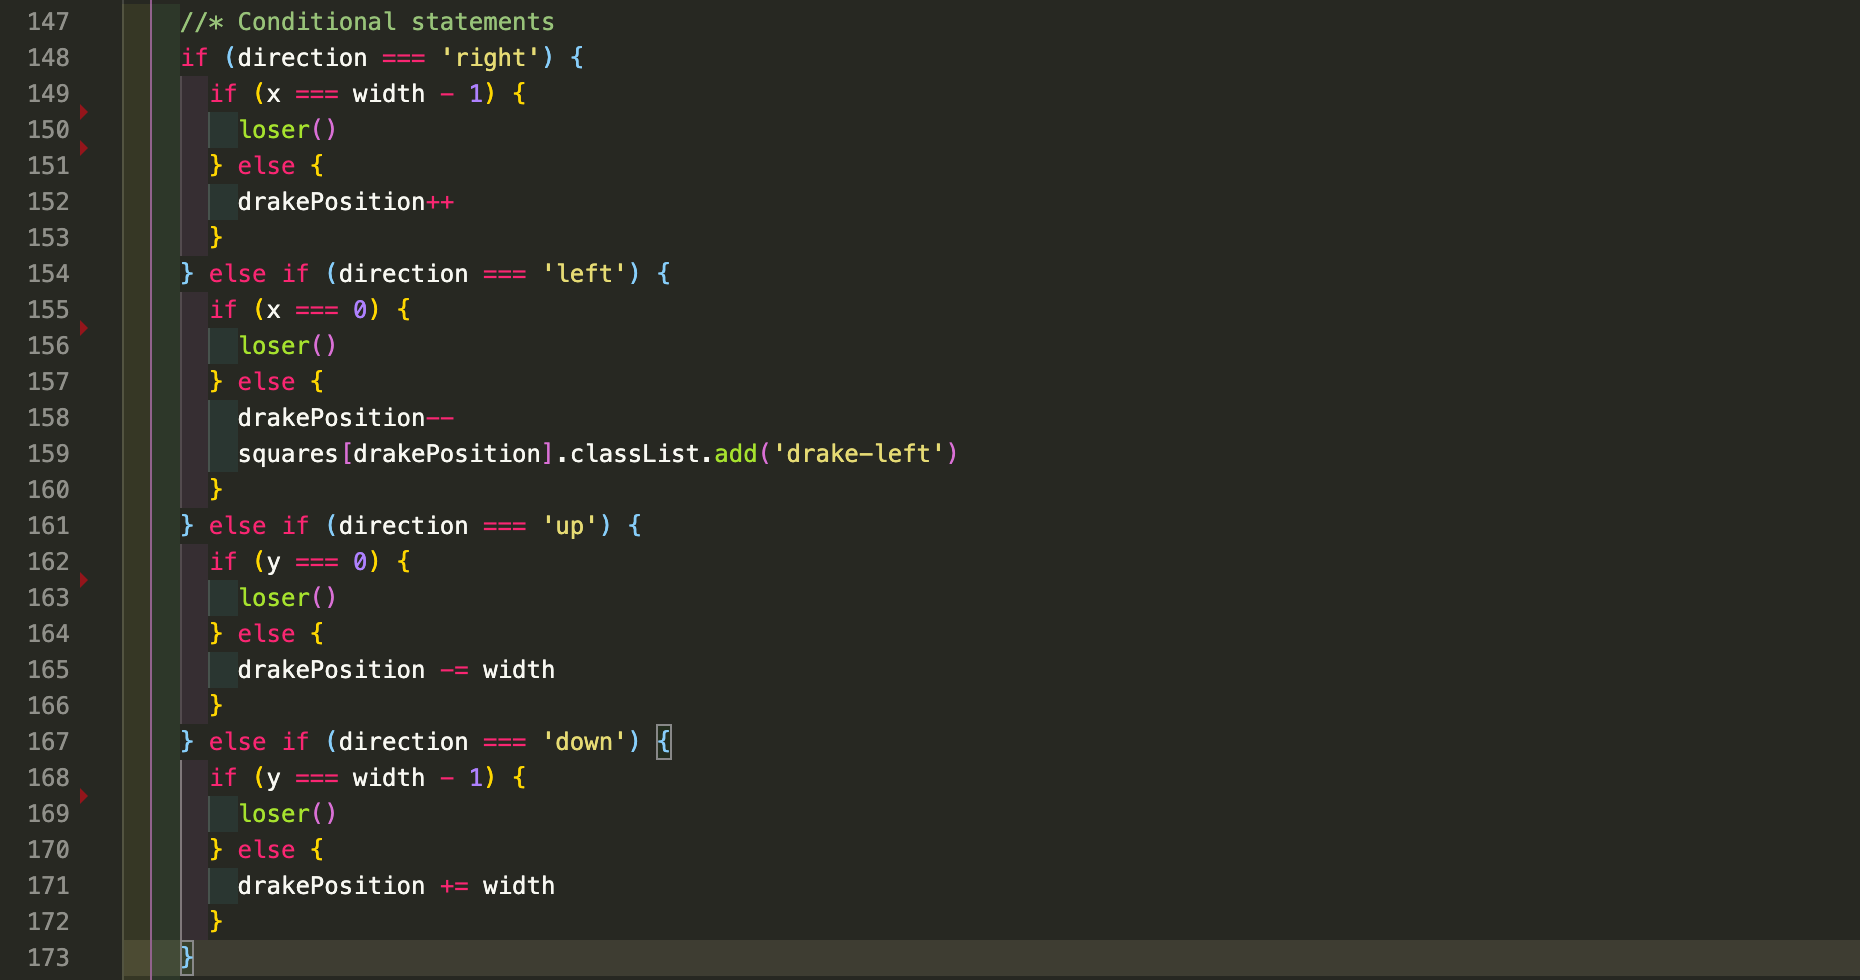 147 //* Conditional statements
148 if (direction === 'right') {
149 if (x === width - 1) {
150 loser()
151 } else {
152 drakePosition++
153 }
154 } else if (direction === 'left') {
155 if (x === 0) {
156 loser()
157 } else {
158 drakePosition--
159 squares[drakePosition].classList.add('drake-left')
160 }
161 } else if (direction === 'up') {
162 if (y === 0) {
163 loser()
164 } else {
165 drakePosition -= width
166 }
167 } else if (direction === 'down') {
168 if (y === width - 1) {
169 loser()
170 } else {
171 drakePosition += width
172 }
173 }